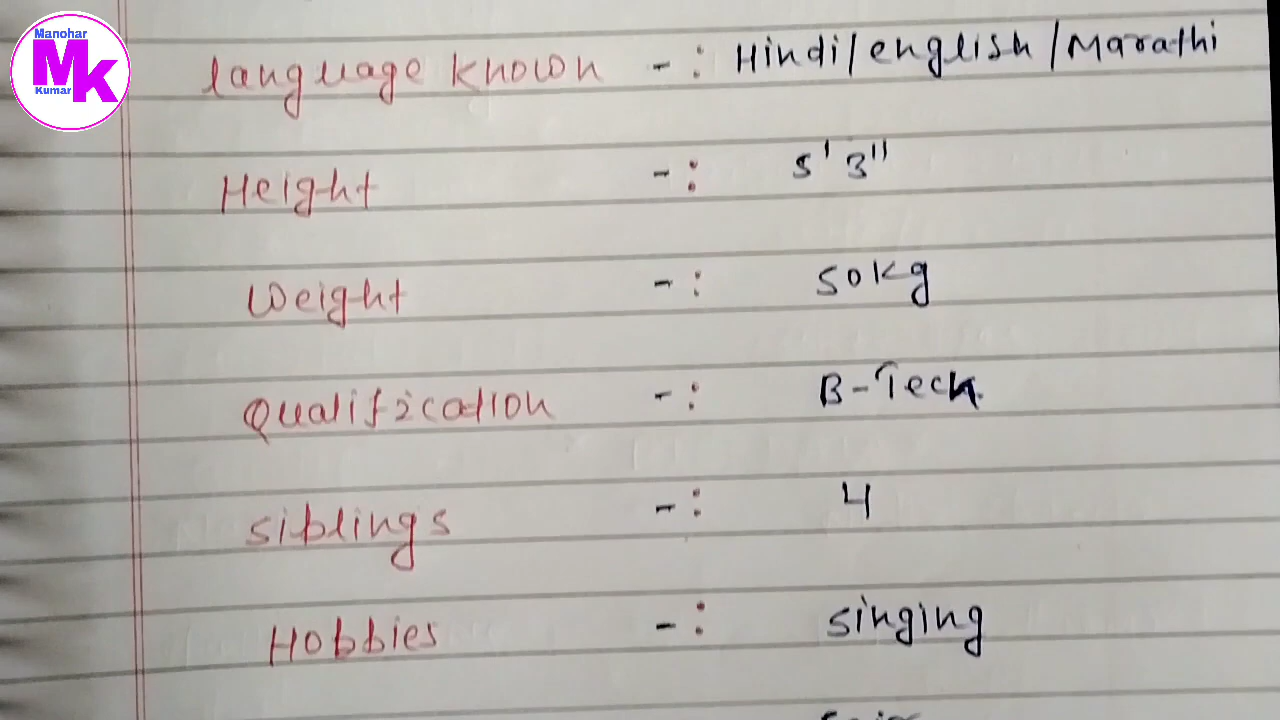 Manohar
MK
Kumar
language known -: Hindi/english/Marathi
Height -: 5' 3"
Weight -: 50kg
Qualification -: B-Tech
Siblings -: 4
Hobbies -: singing